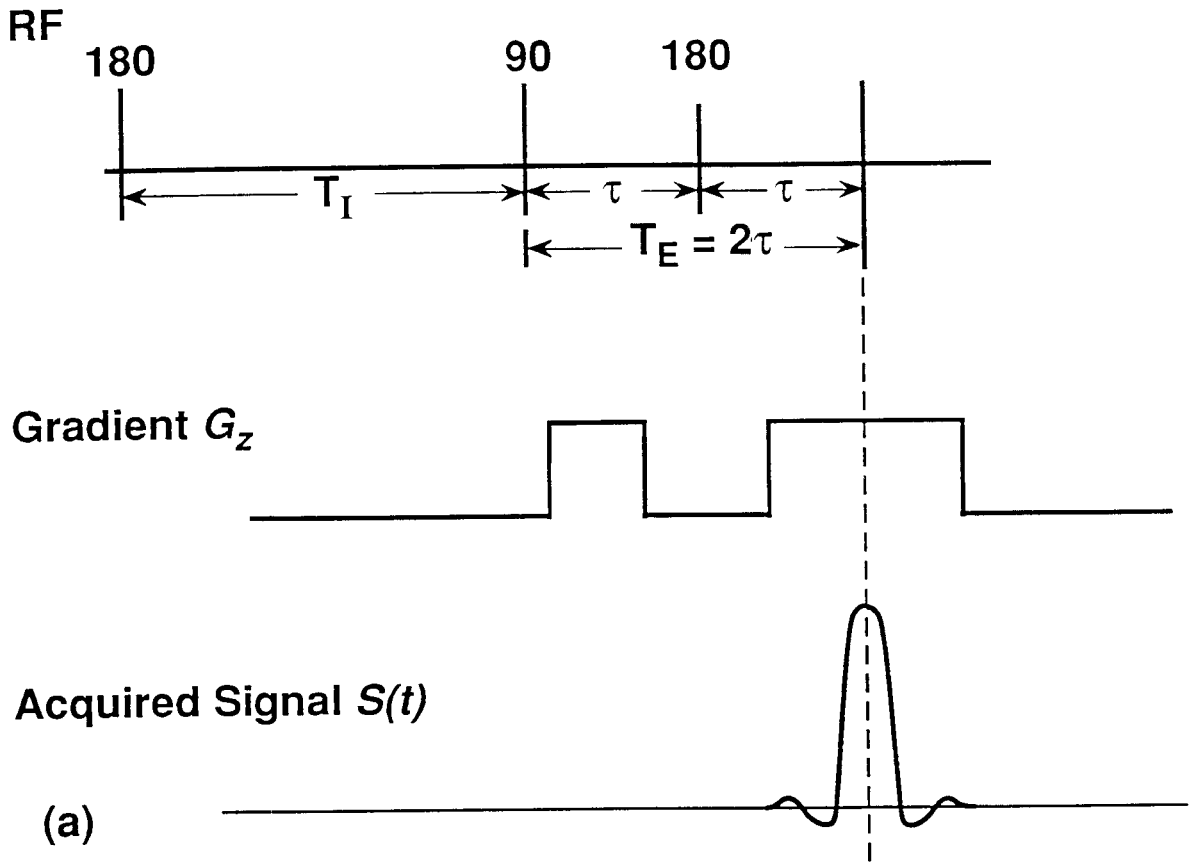 RF
180 90 180
T_I τ τ
T_E = 2τ
Gradient G_z
Acquired Signal S(t)
(a)